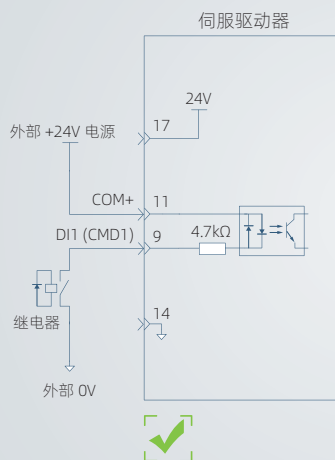 伺服驱动器
24V
17
外部 +24V 电源
COM+
11
DI1 (CMD1)
9
4.7kΩ
14
继电器
外部 0V